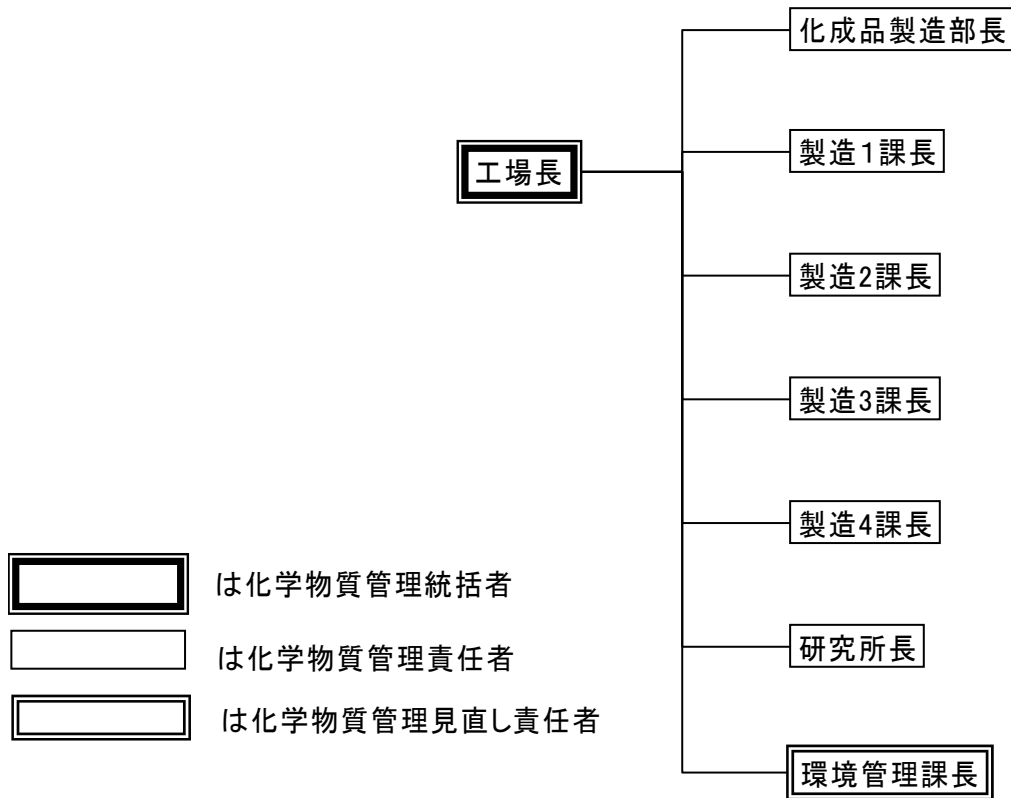 化成品製造部長
製造1課長
工場長
製造2課長
製造3課長
製造4課長
は化学物質管理統括者
は化学物質管理責任者
研究所長
は化学物質管理見直し責任者
環境管理課長